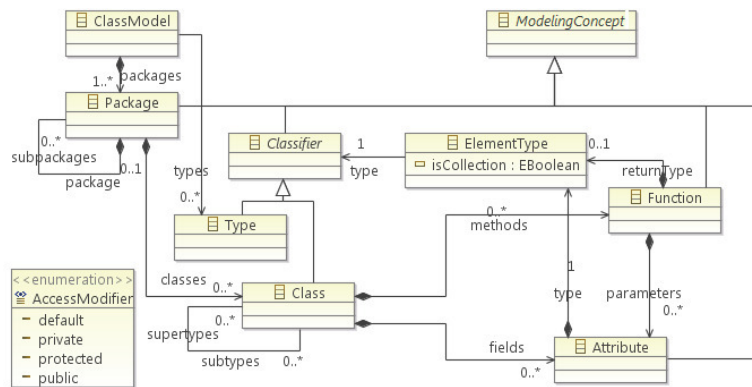 ClassModel
ModelingConcept
1..*
packages
Package
0..*
subpackages
0..1
package
types
0..*
Classifier
1
type
ElementType
isCollection : EBoolean
0..1
returnType
Function
Type
0..*
methods
<<enumeration>>
AccessModifier
default
private
protected
public
classes
0..*
Class
0..*
supertypes
subtypes
0..*
1
type
parameters
0..*
fields
0..*
Attribute